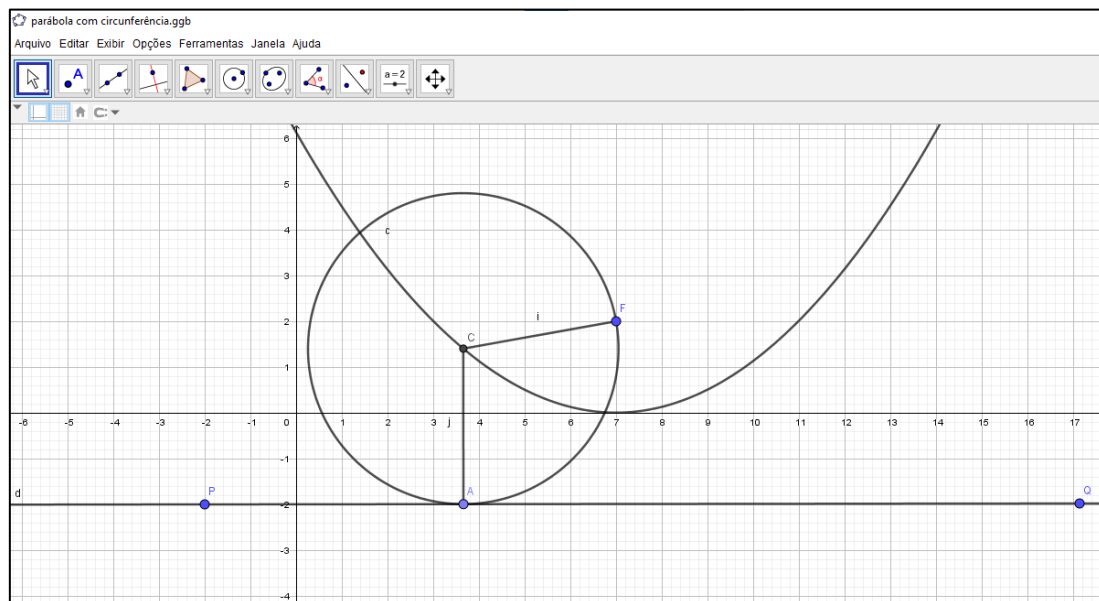 parábola com circunferência.ggb
Arquivo Editar Exibir Opções Ferramentas Janela Ajuda
A α a=2
6
5
4
c
3
i
F
2
C
1
-6 -5 -4 -3 -2 -1 0 1 2 3 j 4 5 6 7 8 9 10 11 12 13 14 15 16 17
-1
d P A Q
-2
-3
-4